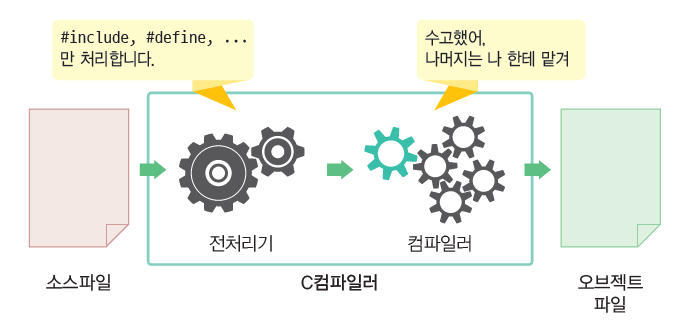 #include, #define, ...
만 처리합니다.
수고했어,
나머지는 나 한테 맡겨
전처리기
컴파일러
소스파일
C컴파일러
오브젝트
파일